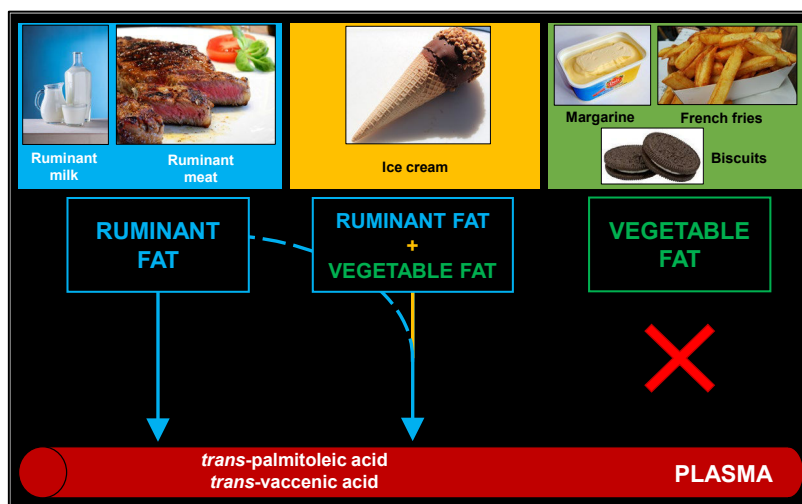 Ruminant
milk
Ruminant
meat
Ice cream
Margarine
French fries
Biscuits
RUMINANT
FAT
RUMINANT FAT
+
VEGETABLE FAT
VEGETABLE
FAT
trans-palmitoleic acid
trans-vaccenic acid
PLASMA